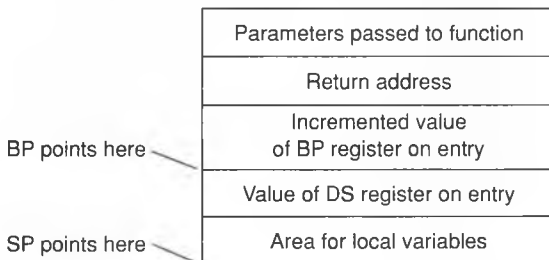 Parameters passed to function
Return address
Incremented value
of BP register on entry
BP points here
Value of DS register on entry
SP points here
Area for local variables